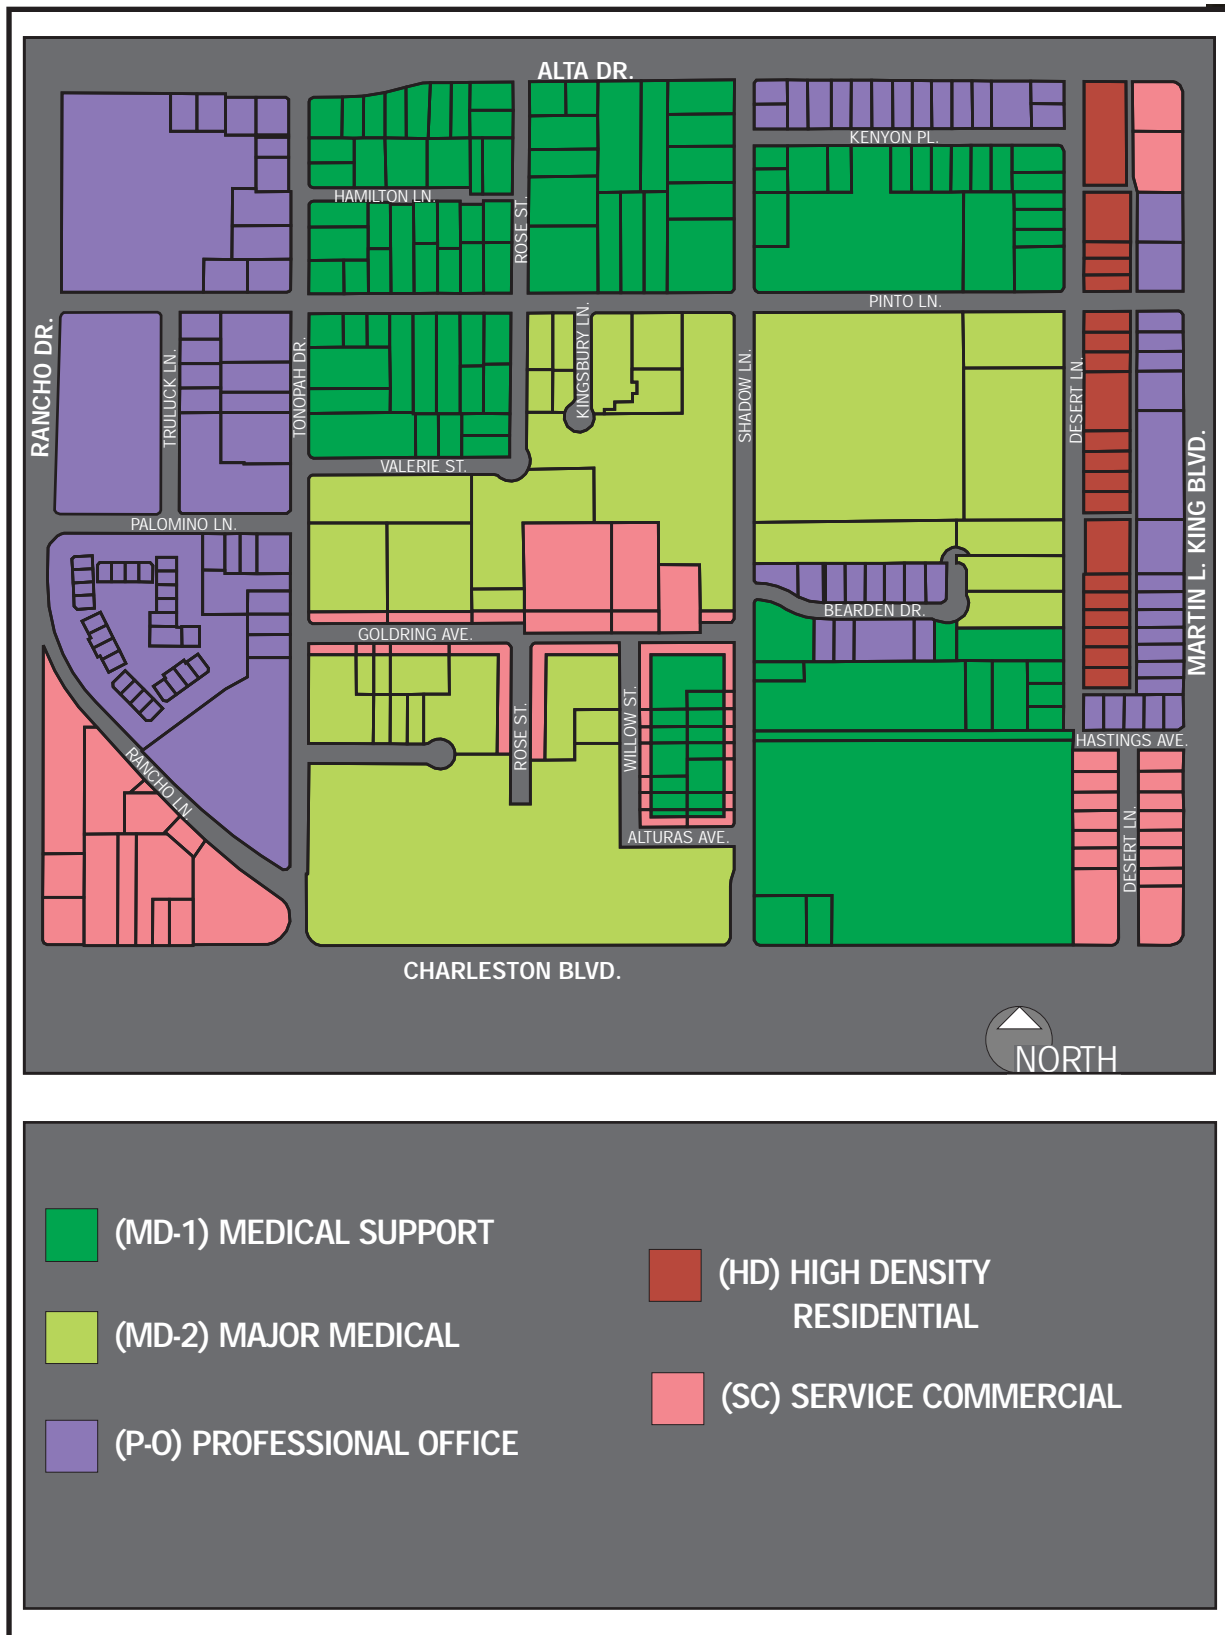 ALTA DR.
KENYON PL.
HAMILTON LN.
ROSE ST.
PINTO LN.
KINGSBURY LN.
RANCHO DR.
TRULUCK LN.
TONOPAH DR.
SHADOW LN.
DESERT LN.
MARTIN L. KING BLVD.
VALERIE ST.
PALOMINO LN.
BEARDEN DR.
GOLDRING AVE.
ROSE ST.
WILLOW ST.
HASTINGS AVE.
RANCHO LN.
DESERT LN.
ALTURAS AVE.
CHARLESTON BLVD.
NORTH
(MD-1) MEDICAL SUPPORT
(MD-2) MAJOR MEDICAL
(P-O) PROFESSIONAL OFFICE
(HD) HIGH DENSITY
RESIDENTIAL
(SC) SERVICE COMMERCIAL